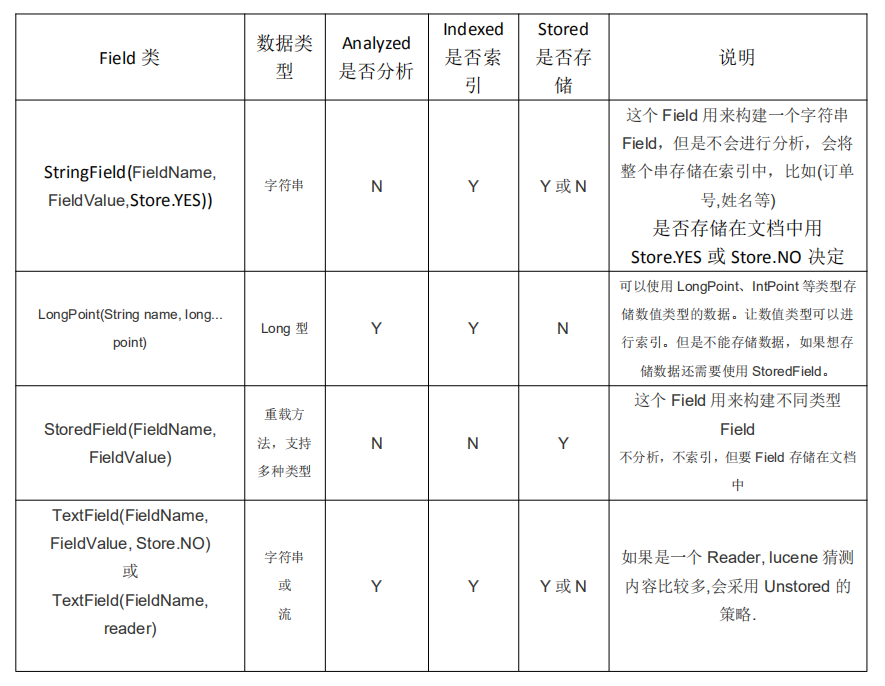 Field 类
数据类
型
Analyzed
是否分析
Indexed
是否索
引
Stored
是否存
储
说明
StringField(FieldName,
FieldValue,Store.YES))
字符串
N
Y
Y 或 N
这个 Field 用来构建一个字符串
Field，但是不会进行分析，会将
整个串存储在索引中，比如(订单
号,姓名等)
是否存储在文档中用
Store.YES 或 Store.NO 决定
LongPoint(String name, long...
point)
Long 型
Y
Y
N
可以使用 LongPoint、IntPoint 等类型存
储数值类型的数据。让数值类型可以进
行索引。但是不能存储数据，如果想存
储数据还需要使用 StoredField。
StoredField(FieldName,
FieldValue)
重载方
法，支持
多种类型
N
N
Y
这个 Field 用来构建不同类型
Field
不分析，不索引，但要 Field 存储在文档
中
TextField(FieldName,
FieldValue, Store.NO)
或
TextField(FieldName,
reader)
字符串
或
流
Y
Y
Y 或 N
如果是一个 Reader, lucene 猜测
内容比较多,会采用 Unstored 的
策略.